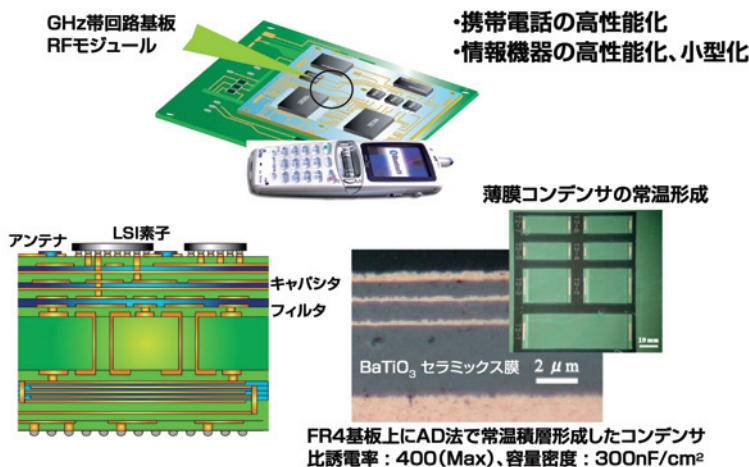 GHz帯回路基板
RFモジュール
・携帯電話の高性能化
・情報機器の高性能化、小型化
薄膜コンデンサの常温形成
アンテナ
LSI素子
キャパシタ
フィルタ
10 mm
BaTiO₃ セラミックス膜
2 μm
FR4基板上にAD法で常温積層形成したコンデンサ
比誘電率：400(Max)、容量密度：300nF/cm²